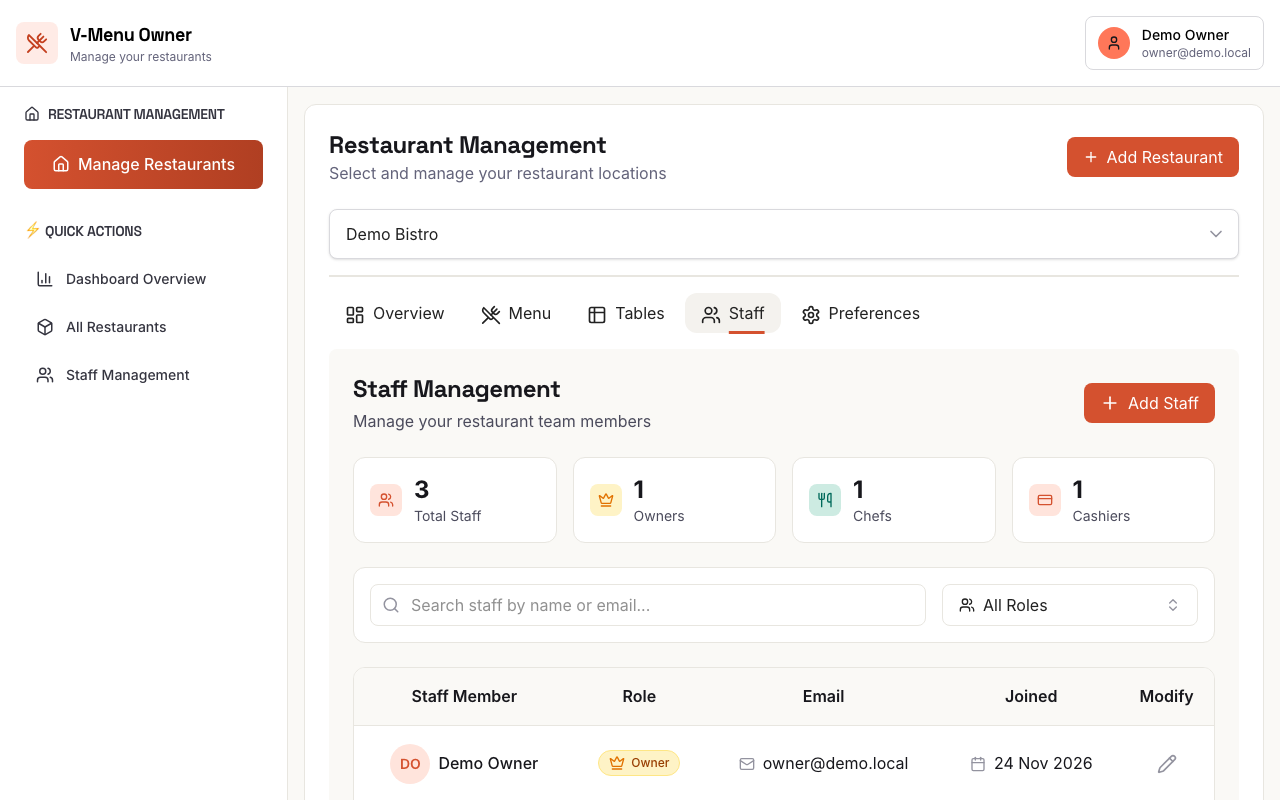 V-Menu Owner
Manage your restaurants
Demo Owner
owner@demo.local
RESTAURANT MANAGEMENT
Manage Restaurants
QUICK ACTIONS
Dashboard Overview
All Restaurants
Staff Management
Restaurant Management
Select and manage your restaurant locations
Add Restaurant
Demo Bistro
Overview Menu Tables Staff Preferences
Staff Management
Manage your restaurant team members
Add Staff
3
Total Staff
1
Owners
1
Chefs
1
Cashiers
Search staff by name or email...
All Roles
Staff Member Role Email Joined Modify
DO Demo Owner Owner owner@demo.local 24 Nov 2026